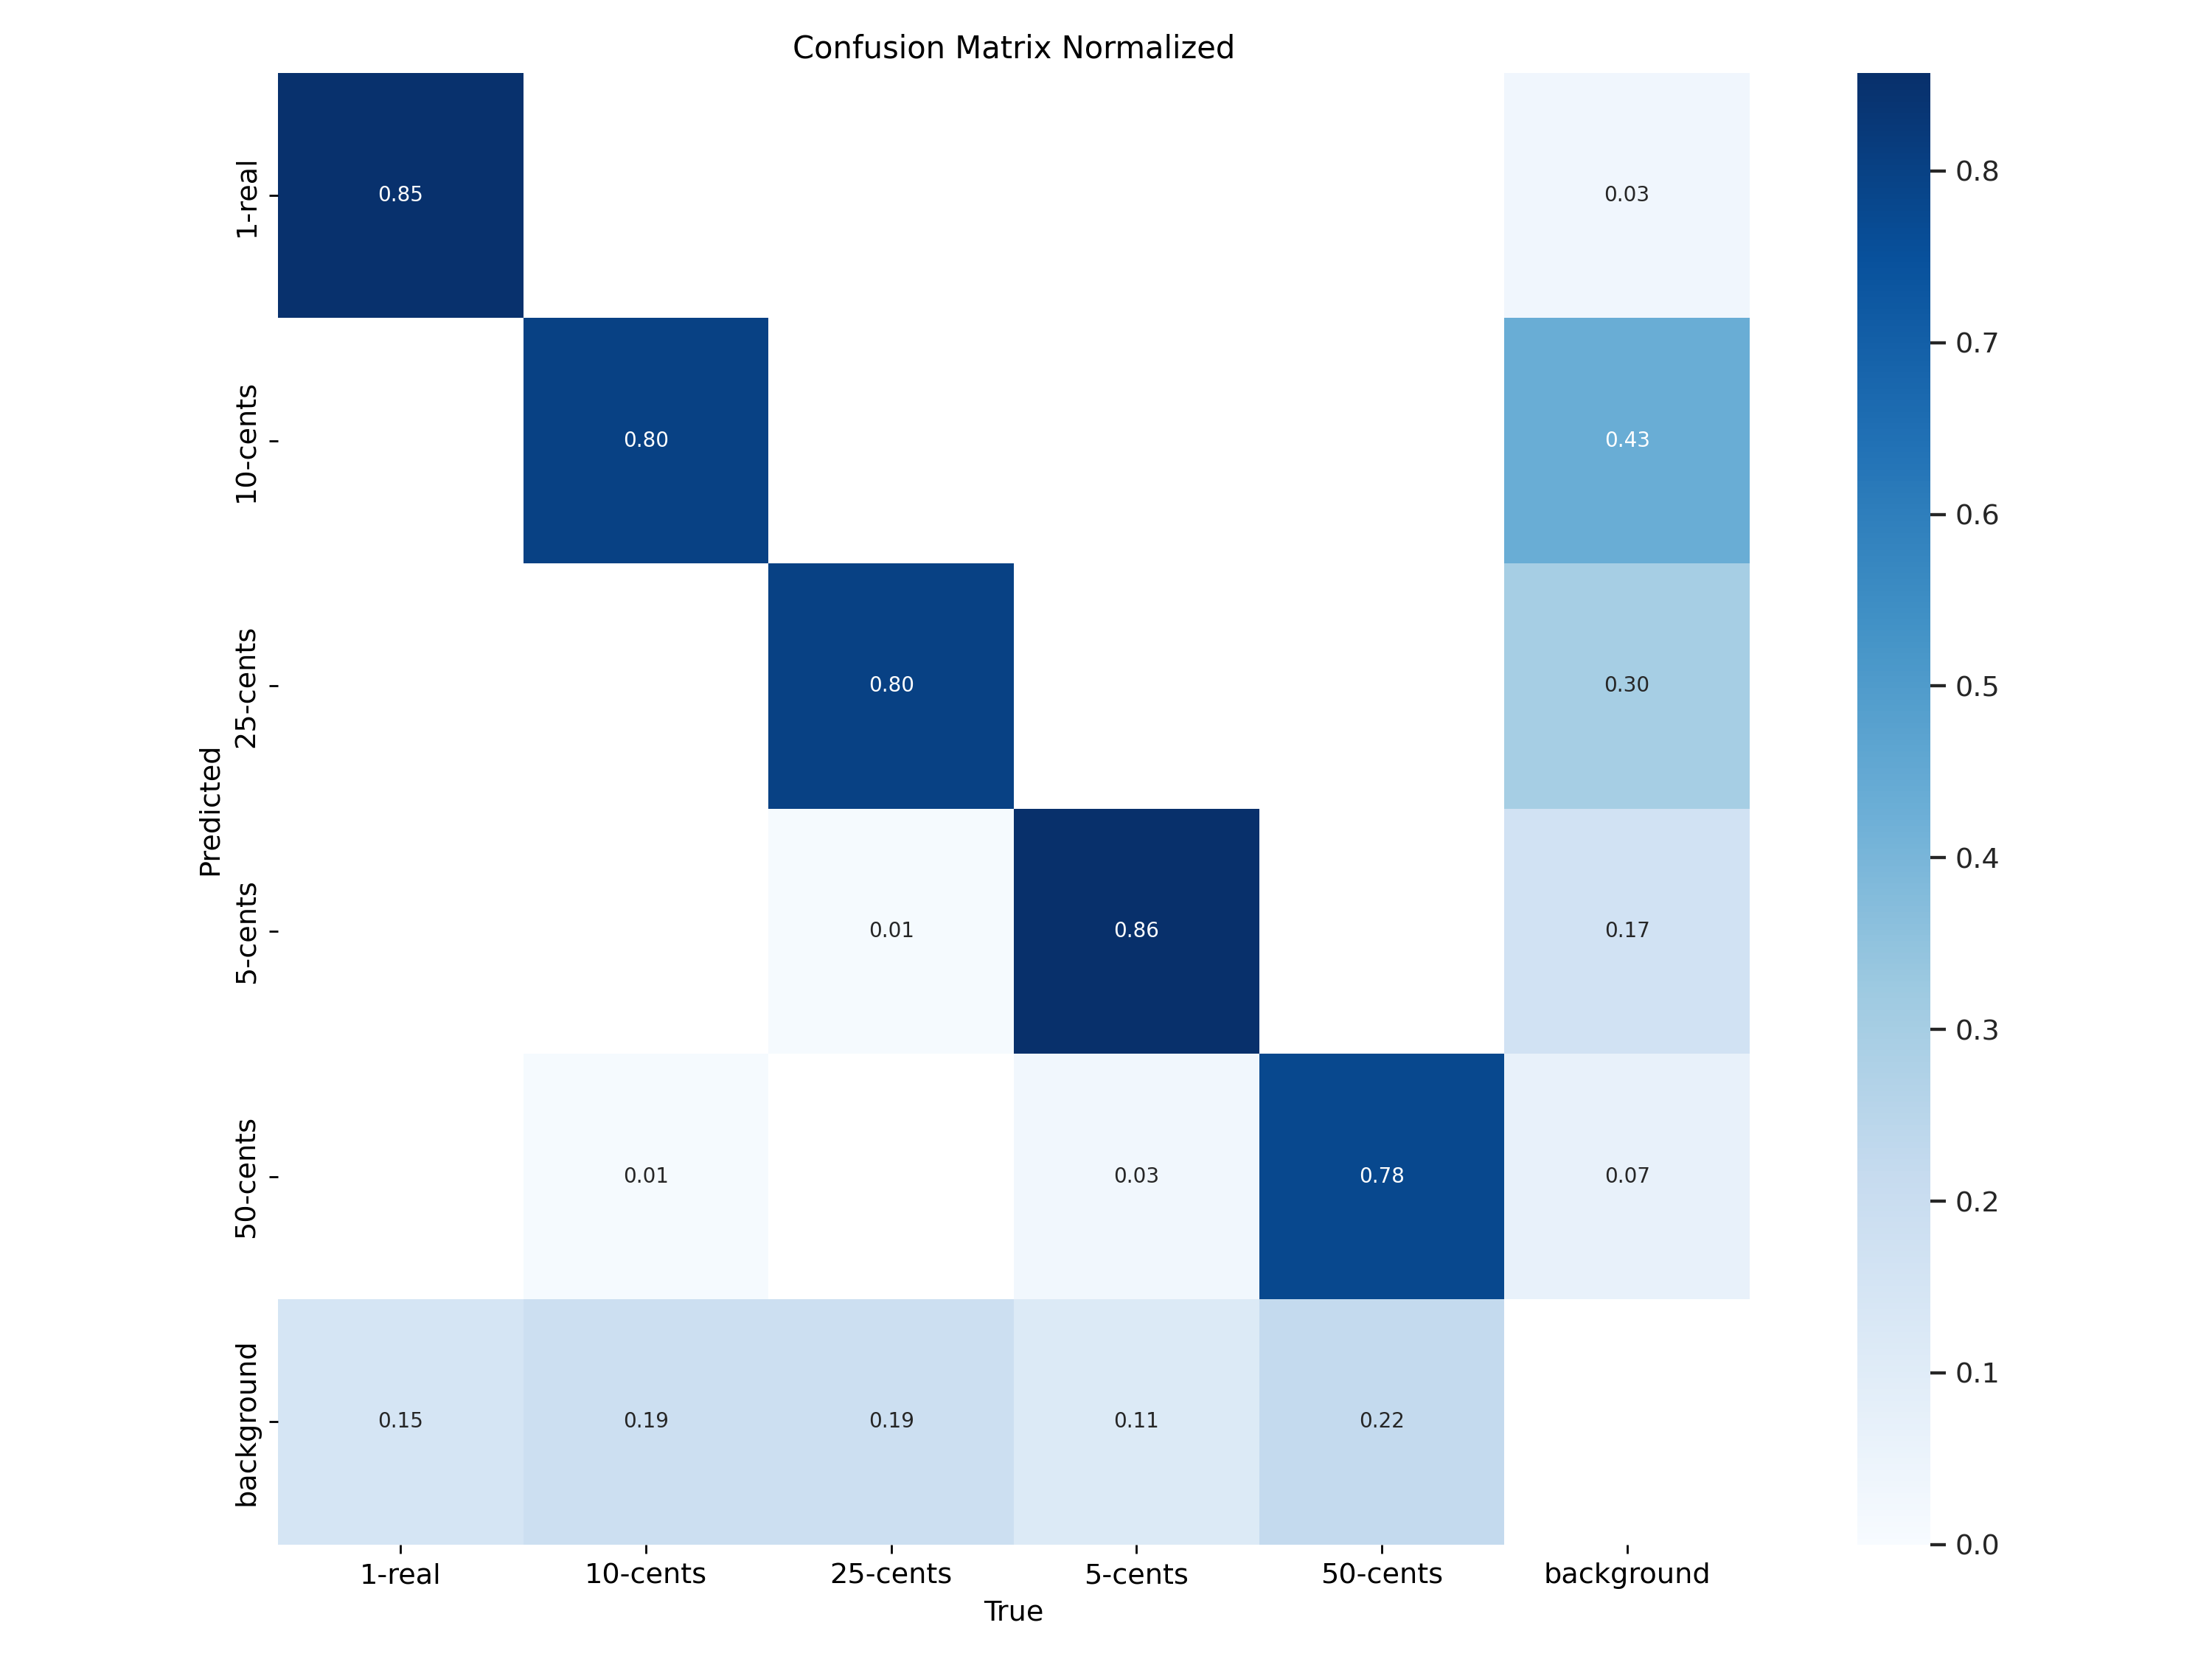 Confusion Matrix Normalized
1-real
0.85
0.03
0.8
10-cents
0.80
0.43
0.7
0.6
25-cents
0.80
0.30
0.5
Predicted
5-cents
0.01
0.86
0.17
0.4
0.3
50-cents
0.01
0.03
0.78
0.07
0.2
background
0.15
0.19
0.19
0.11
0.22
0.1
0.0
1-real
10-cents
25-cents
5-cents
50-cents
background
True